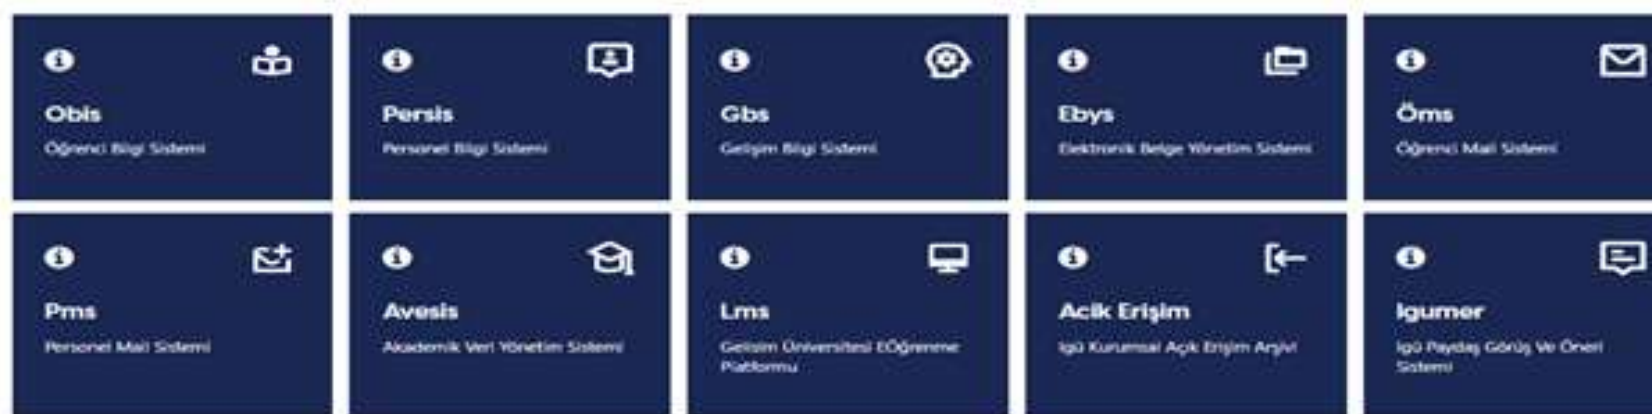 Obis
Öğrenci Bilgi Sistemi
Persis
Personel Bilgi Sistemi
Gbs
Gelişim Bilgi Sistemi
Ebys
Elektronik Belge Yönetim Sistemi
Öms
Öğrenci Mail Sistemi
Pms
Personel Mail Sistemi
Avesis
Akademik Veri Yönetim Sistemi
Lms
Gelisim Üniversitesi EÖğrenme
Platformu
Acik Erişim
Igü Kurumsal Açık Erişim Arşivi
Igumer
Igü Paydaş Görüş Ve Öneri
Sistemi